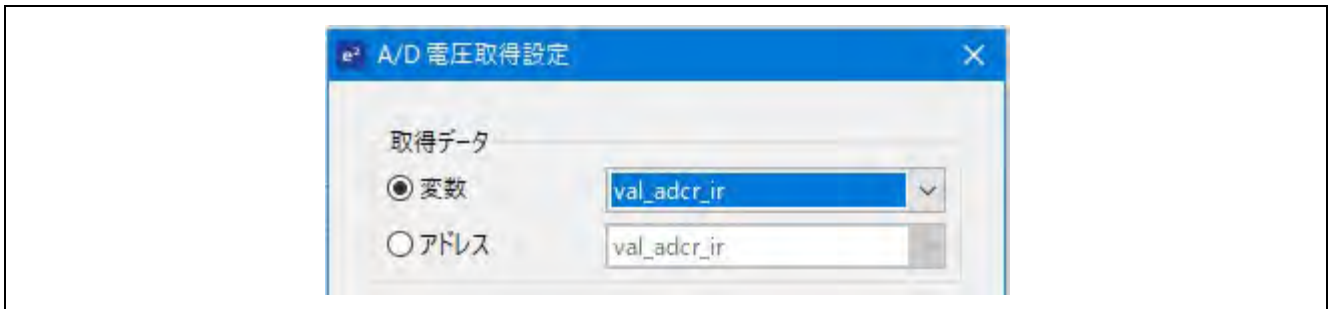 e² A/D 電圧取得設定
取得データ
変数 val_adcr_ir
アドレス val_adcr_ir